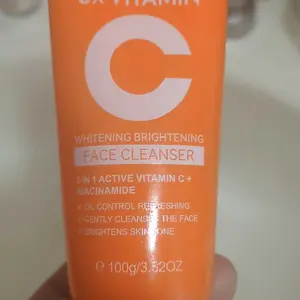 VITAMIN
C
WHITENING BRIGHTENING
FACE CLEANSER
IN 1 ACTIVE VITAMIN C +
NIACINAMIDE
+ OIL CONTROL REFRESHING
GENTLY CLEANSE THE FACE
BRIGHTENS SKIN TONE
℮ 100g/3.52OZ